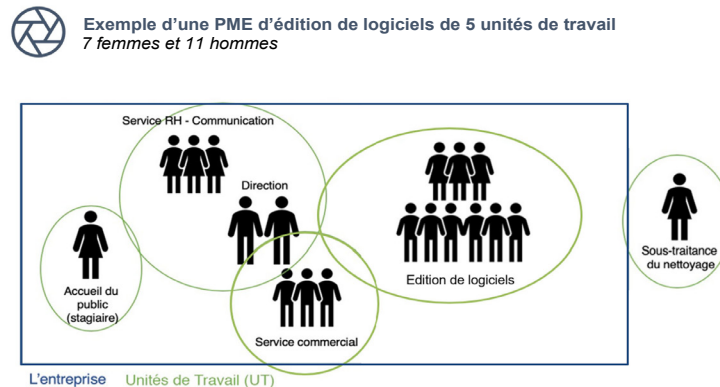 Exemple d'une PME d'édition de logiciels de 5 unités de travail
7 femmes et 11 hommes
Service RH - Communication
Direction
Accueil du
public
(stagiaire)
Service commercial
Edition de logiciels
Sous-traitance
du nettoyage
L'entreprise
Unités de Travail (UT)